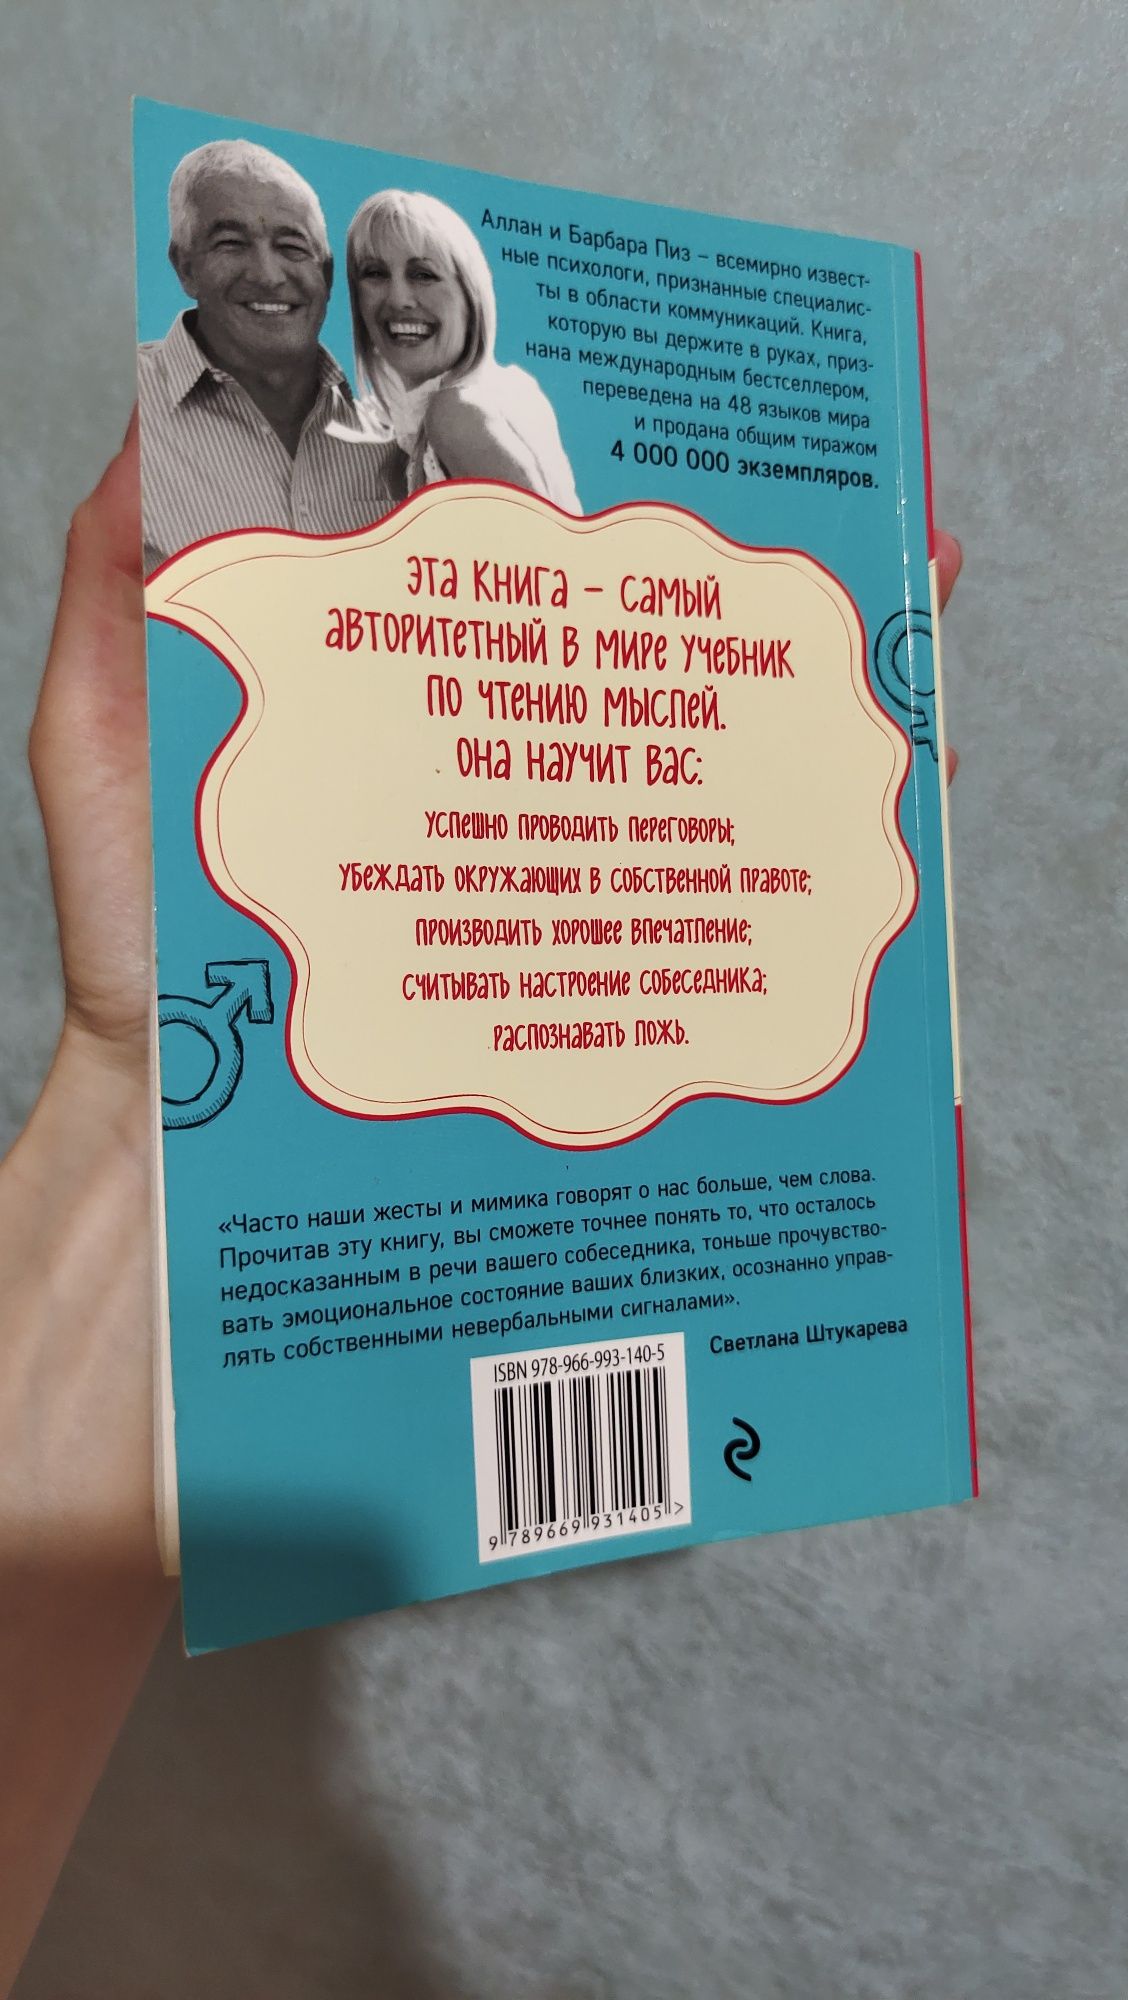 Аллан и Барбара Пиз – всемирно извест-
ные психологи, признанные специалис-
ты в области коммуникаций. Книга,
которую вы держите в руках, приз-
нана международным бестселлером,
переведена на 48 языков мира
и продана общим тиражом
4 000 000 экземпляров.
Эта книга – самый
авторитетный в мире учебник
по чтению мыслей.
Она научит вас:
успешно проводить переговоры;
убеждать окружающих в собственной правоте;
производить хорошее впечатление;
считывать настроение собеседника;
распознавать ложь.
«Часто наши жесты и мимика говорят о нас больше, чем слова.
Прочитав эту книгу, вы сможете точнее понять то, что осталось
недосказанным в речи вашего собеседника, тоньше прочувство-
вать эмоциональное состояние ваших близких, осознанно управ-
лять собственными невербальными сигналами».
Светлана Штукарева
ISBN 978-966-993-140-5
9 789669 931405 >